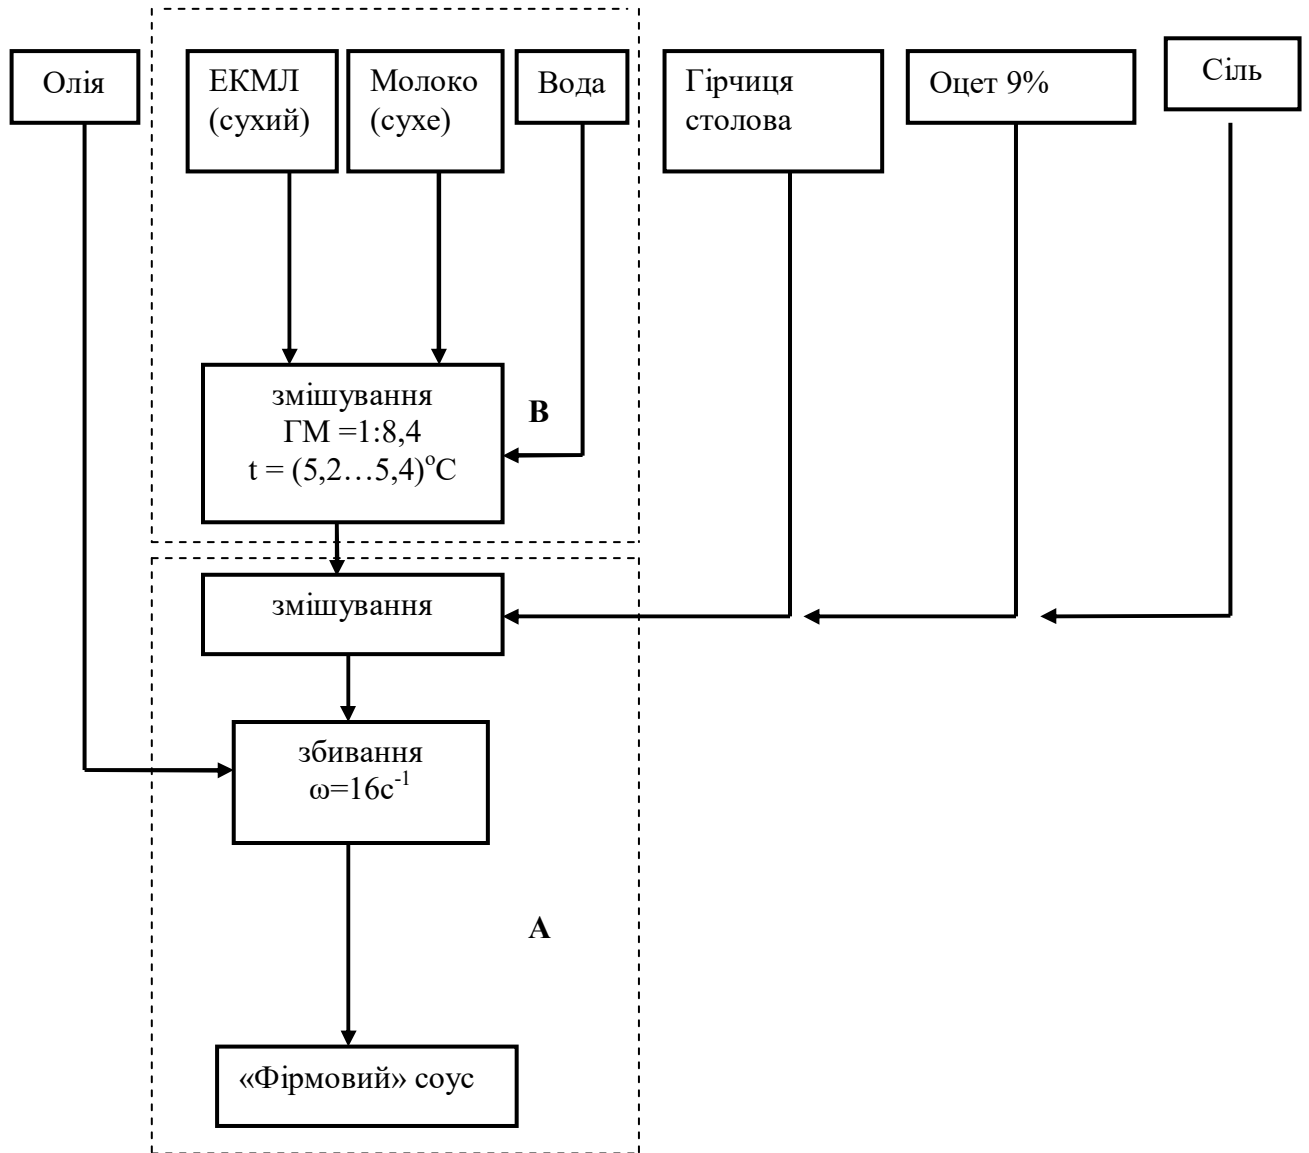 Олія
ЕКМЛ
(сухий)
Молоко
(сухе)
Вода
Гірчиця
столова
Оцет 9%
Сіль
змішування
ГМ =1:8,4
t = (5,2…5,4)°C
В
змішування
збивання
ω=16с⁻¹
А
«Фірмовий» соус